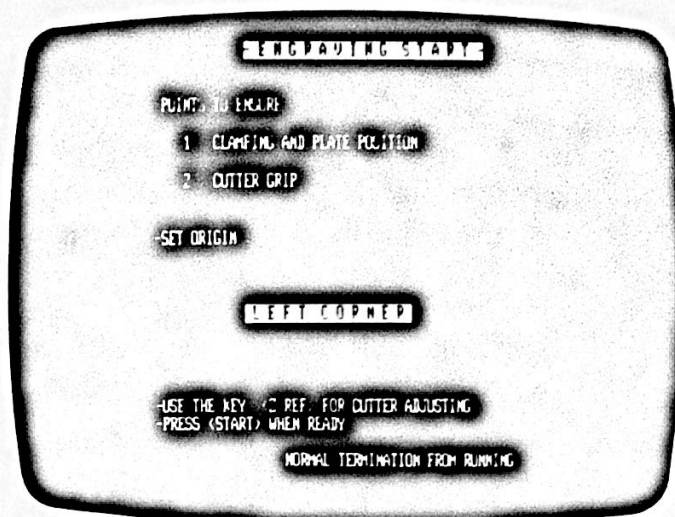 -ENGRAVING START-
POINTS TO ENSURE
1 CLAMPING AND PLATE POSITION
2 CUTTER GRIP
-SET ORIGIN
LEFT CORNER
-USE THE KEY /Z REF. FOR CUTTER ADJUSTING
-PRESS <START> WHEN READY
NORMAL TERMINATION FROM RUNNING